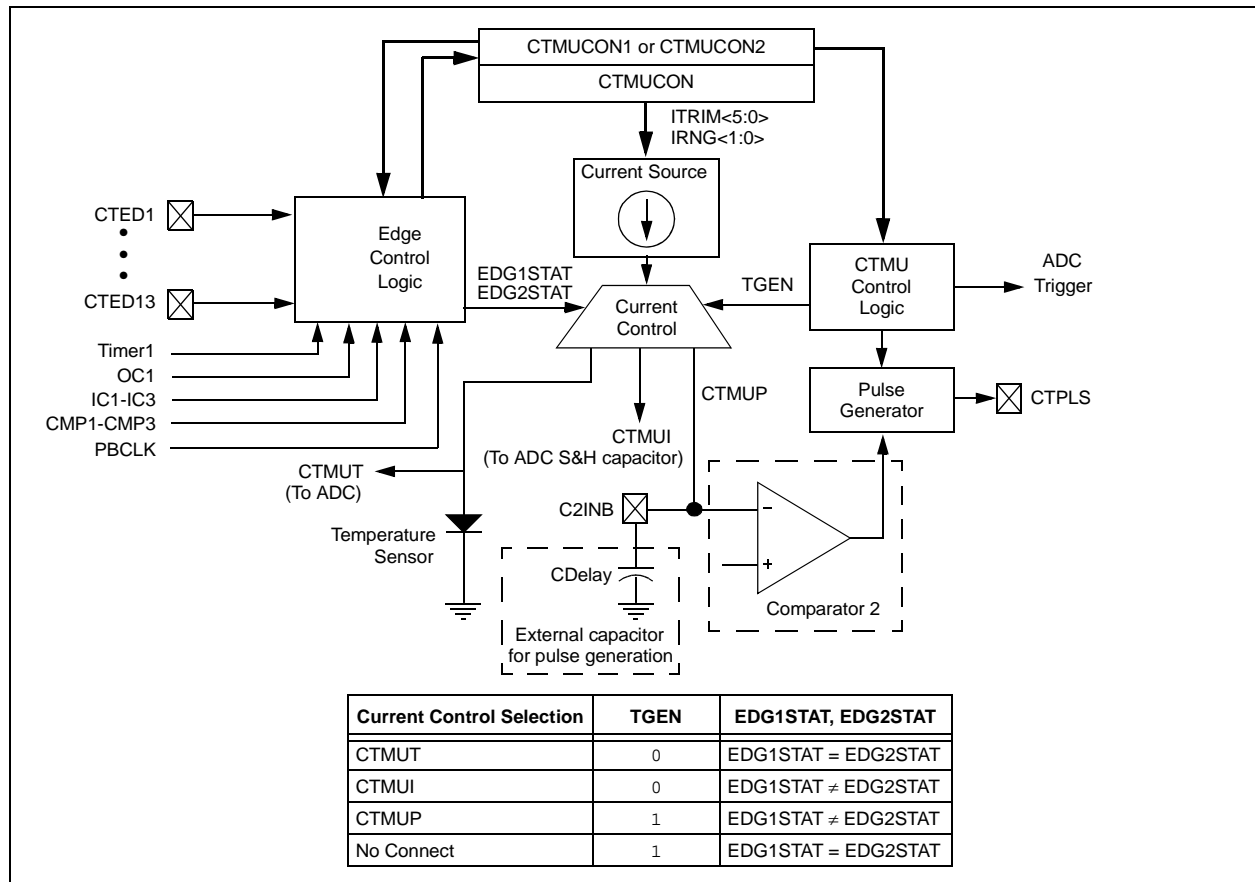 CTMUCON1 or CTMUCON2
CTMUCON
ITRIM<5:0>
IRNG<1:0>
Current Source
CTED1
CTED13
Edge
Control
Logic
EDG1STAT
EDG2STAT
Current
Control
TGEN
CTMU
Control
Logic
ADC
Trigger
Timer1
OC1
IC1-IC3
CMP1-CMP3
PBCLK
CTMUP
Pulse
Generator
CTPLS
CTMUT
(To ADC)
CTMUI
(To ADC S&H capacitor)
C2INB
Temperature
Sensor
CDelay
External capacitor
for pulse generation
−
+
Comparator 2
Current Control Selection TGEN EDG1STAT, EDG2STAT
CTMUT 0 EDG1STAT = EDG2STAT
CTMUI 0 EDG1STAT ≠ EDG2STAT
CTMUP 1 EDG1STAT ≠ EDG2STAT
No Connect 1 EDG1STAT = EDG2STAT